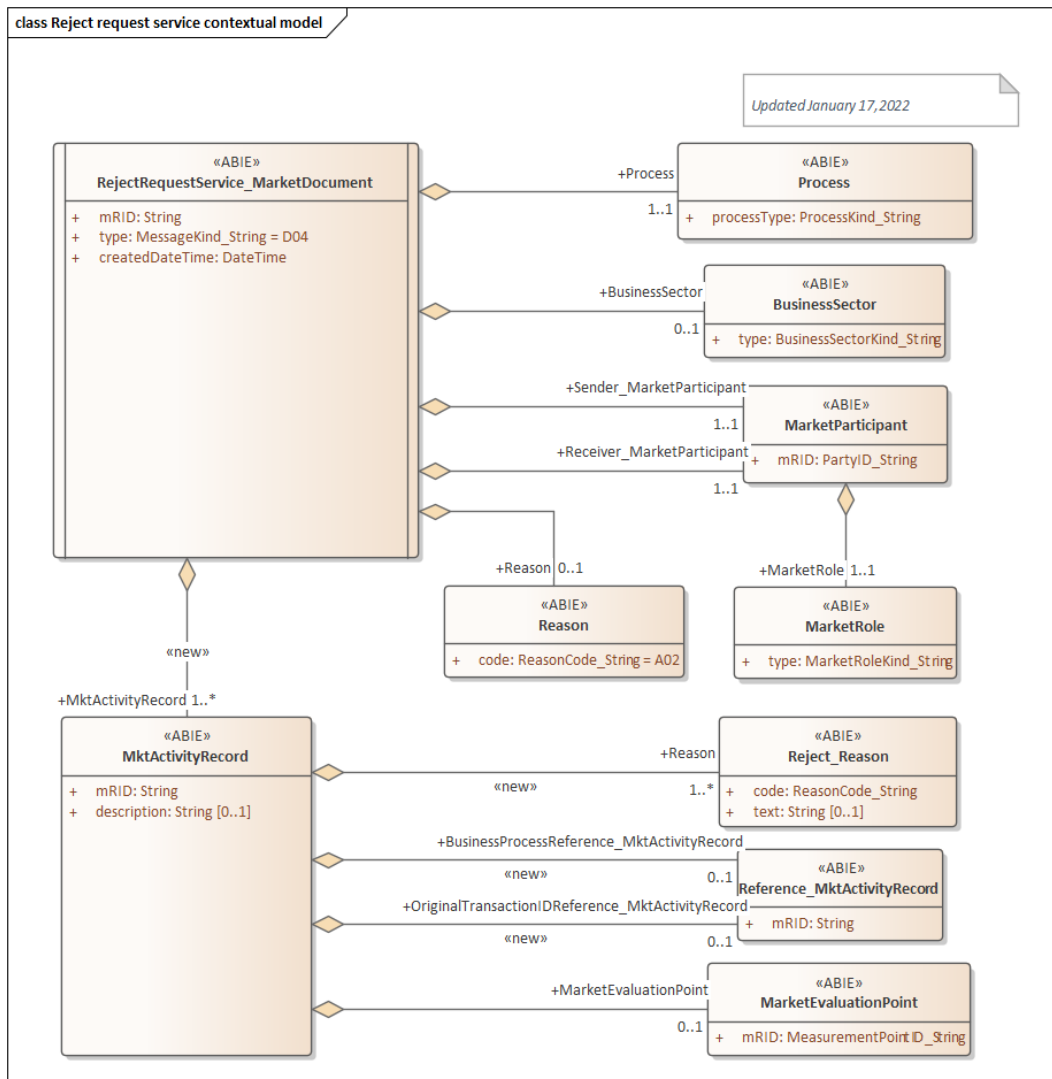 class Reject request service contextual model
Updated January 17, 2022
«ABIE»
RejectRequestService_MarketDocument
+ mRID: String
+ type: MessageKind_String = D04
+ createdDateTime: DateTime
+Process
1..1
«ABIE»
Process
+ processType: ProcessKind_String
+BusinessSector
0..1
«ABIE»
BusinessSector
+ type: BusinessSectorKind_String
+Sender_MarketParticipant
1..1
+Receiver_MarketParticipant
1..1
«ABIE»
MarketParticipant
+ mRID: PartyID_String
+Reason 0..1
«ABIE»
Reason
+ code: ReasonCode_String = A02
+MarketRole 1..1
«ABIE»
MarketRole
+ type: MarketRoleKind_String
«new»
+MktActivityRecord 1..*
«ABIE»
MktActivityRecord
+ mRID: String
+ description: String [0..1]
+Reason
«new»
1..*
«ABIE»
Reject_Reason
+ code: ReasonCode_String
+ text: String [0..1]
+BusinessProcessReference_MktActivityRecord
«new»
0..1
+OriginalTransactionIDReference_MktActivityRecord
«new»
0..1
«ABIE»
Reference_MktActivityRecord
+ mRID: String
+MarketEvaluationPoint
0..1
«ABIE»
MarketEvaluationPoint
+ mRID: MeasurementPointID_String